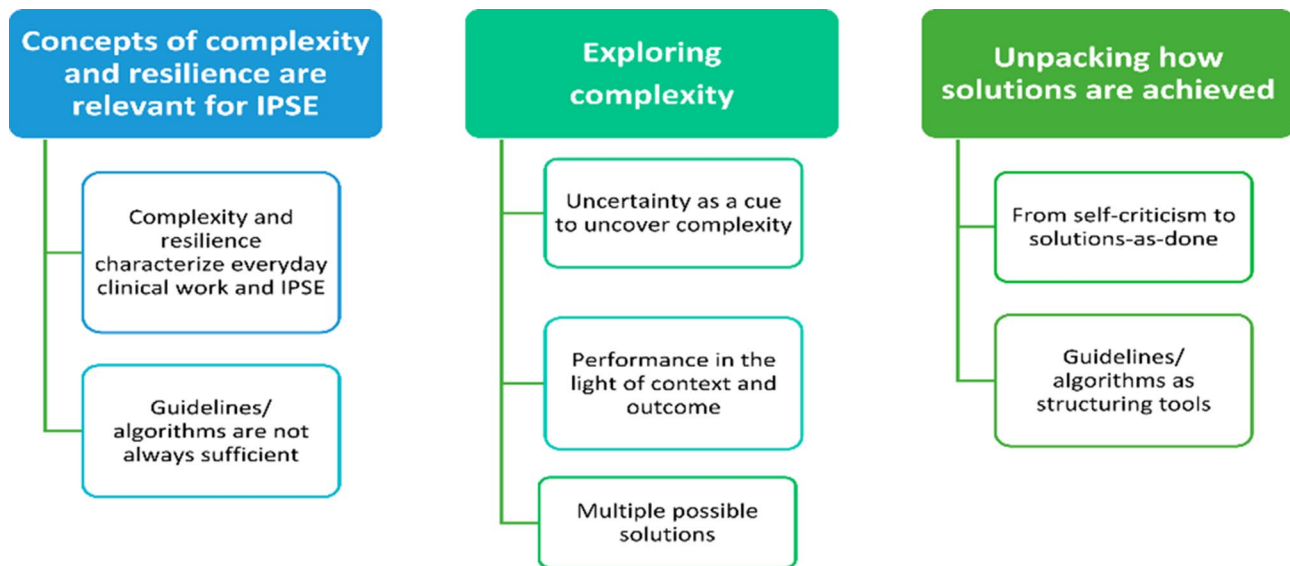 Concepts of complexity
and resilience are
relevant for IPSE
Complexity and
resilience
characterize everyday
clinical work and IPSE
Guidelines/
algorithms are not
always sufficient
Exploring
complexity
Uncertainty as a cue
to uncover complexity
Performance in the
light of context and
outcome
Multiple possible
solutions
Unpacking how
solutions are achieved
From self-criticism to
solutions-as-done
Guidelines/
algorithms as
structuring tools